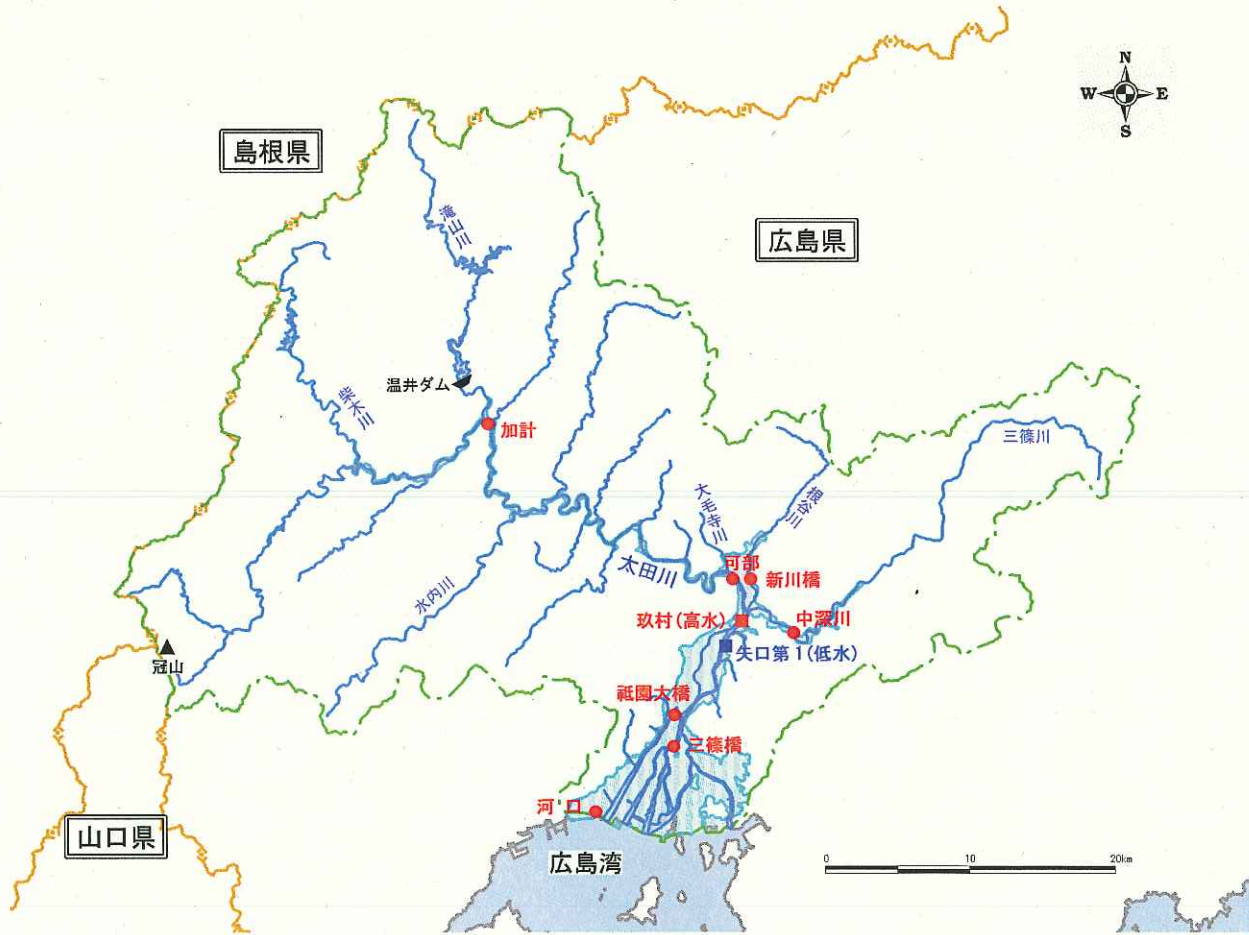 N
W E
S
島根県
滝山川
広島県
温井ダム
柴木川
加計
三篠川
大毛寺川
根谷川
太田川
可部
新川橋
水内川
玖村(高水)
中深川
矢口第1(低水)
冠山
祗園大橋
三篠橋
河口
山口県
広島湾
0 10 20km